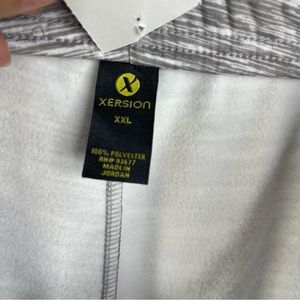 X
XERSION
XXL
100% POLYESTER
RN# 93677
MADE IN
JORDAN